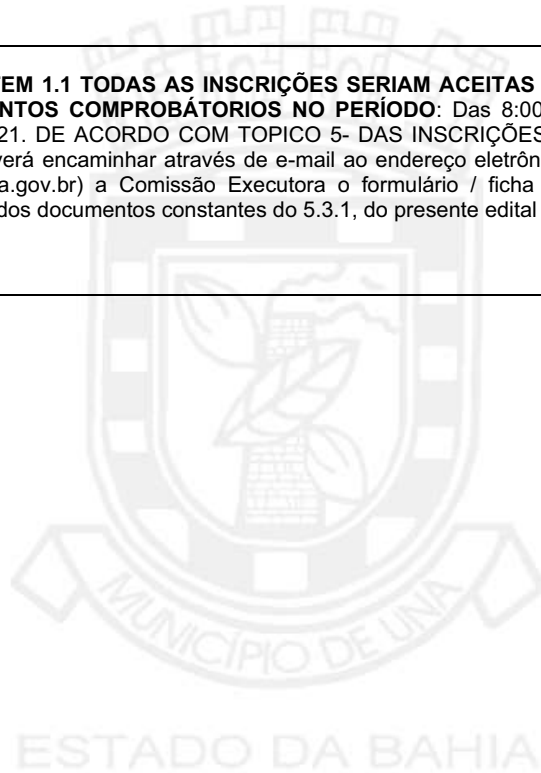 TEM 1.1 TODAS AS INSCRIÇÕES SERIAM ACEITAS
NTOS COMPROBÁTORIOS NO PERÍODO: Das 8:00
21. DE ACORDO COM TOPICO 5- DAS INSCRIÇÕES
verá encaminhar através de e-mail ao endereço eletrôn
a.gov.br) a Comissão Executora o formulário / ficha
dos documentos constantes do 5.3.1, do presente edital
MUNICÍPIO DE UNA
ESTADO DA BAHIA